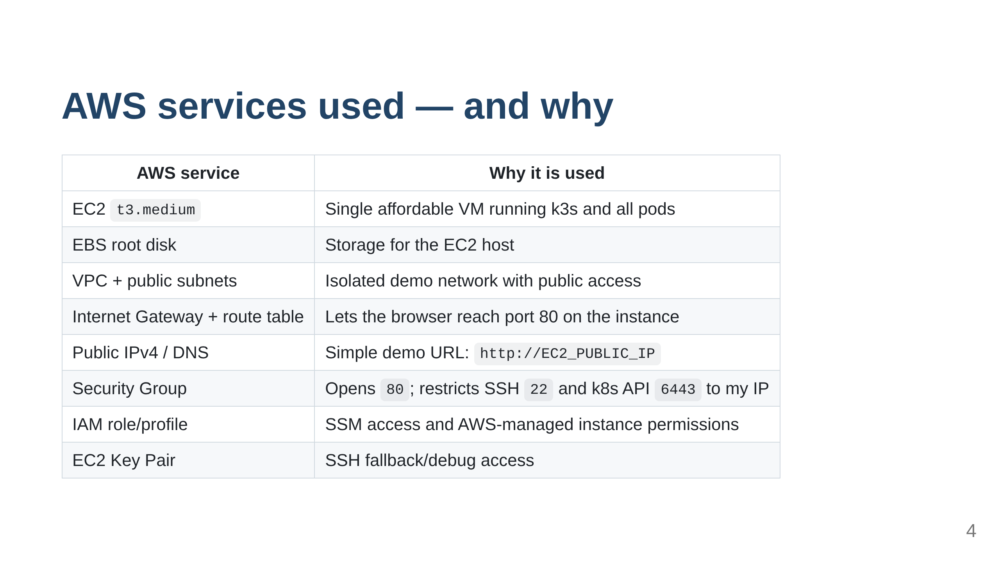 AWS services used — and why
AWS service Why it is used
EC2 t3.medium Single affordable VM running k3s and all pods
EBS root disk Storage for the EC2 host
VPC + public subnets Isolated demo network with public access
Internet Gateway + route table Lets the browser reach port 80 on the instance
Public IPv4 / DNS Simple demo URL: http://EC2_PUBLIC_IP
Security Group Opens 80; restricts SSH 22 and k8s API 6443 to my IP
IAM role/profile SSM access and AWS-managed instance permissions
EC2 Key Pair SSH fallback/debug access
4